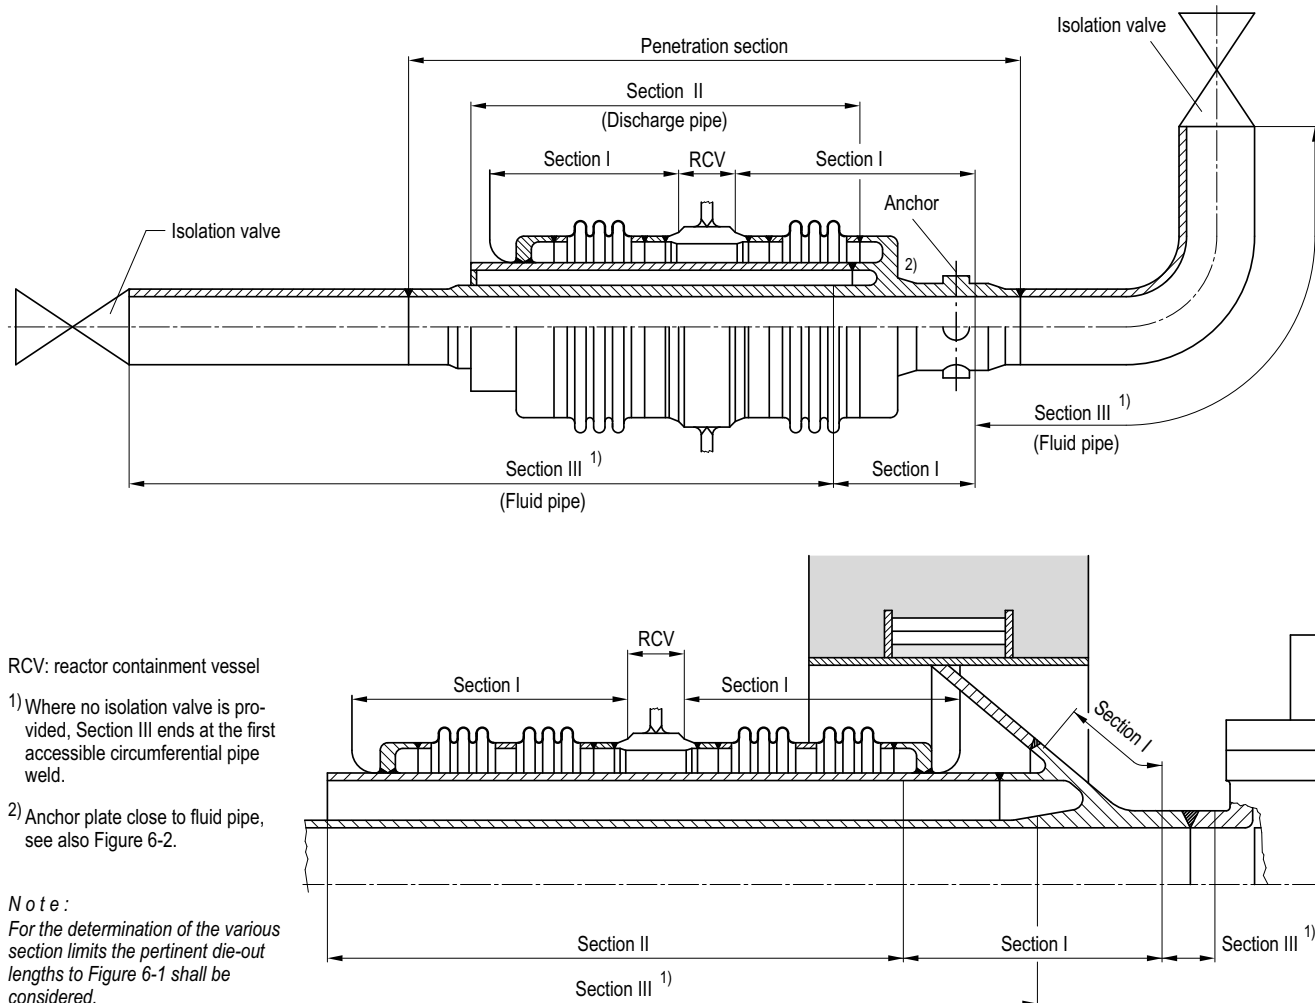 Isolation valve
Penetration section
Section II
(Discharge pipe)
Section I
RCV
Section I
Anchor
Isolation valve
2)
Section III 1)
(Fluid pipe)
Section III 1)
(Fluid pipe)
Section I
RCV
Section I
Section I
Section I
RCV: reactor containment vessel
1) Where no isolation valve is pro-
vided, Section III ends at the first
accessible circumferential pipe
weld.
2) Anchor plate close to fluid pipe,
see also Figure 6-2.
Note:
For the determination of the various
section limits the pertinent die-out
lengths to Figure 6-1 shall be
considered.
Section II
Section I
Section III 1)
Section III 1)